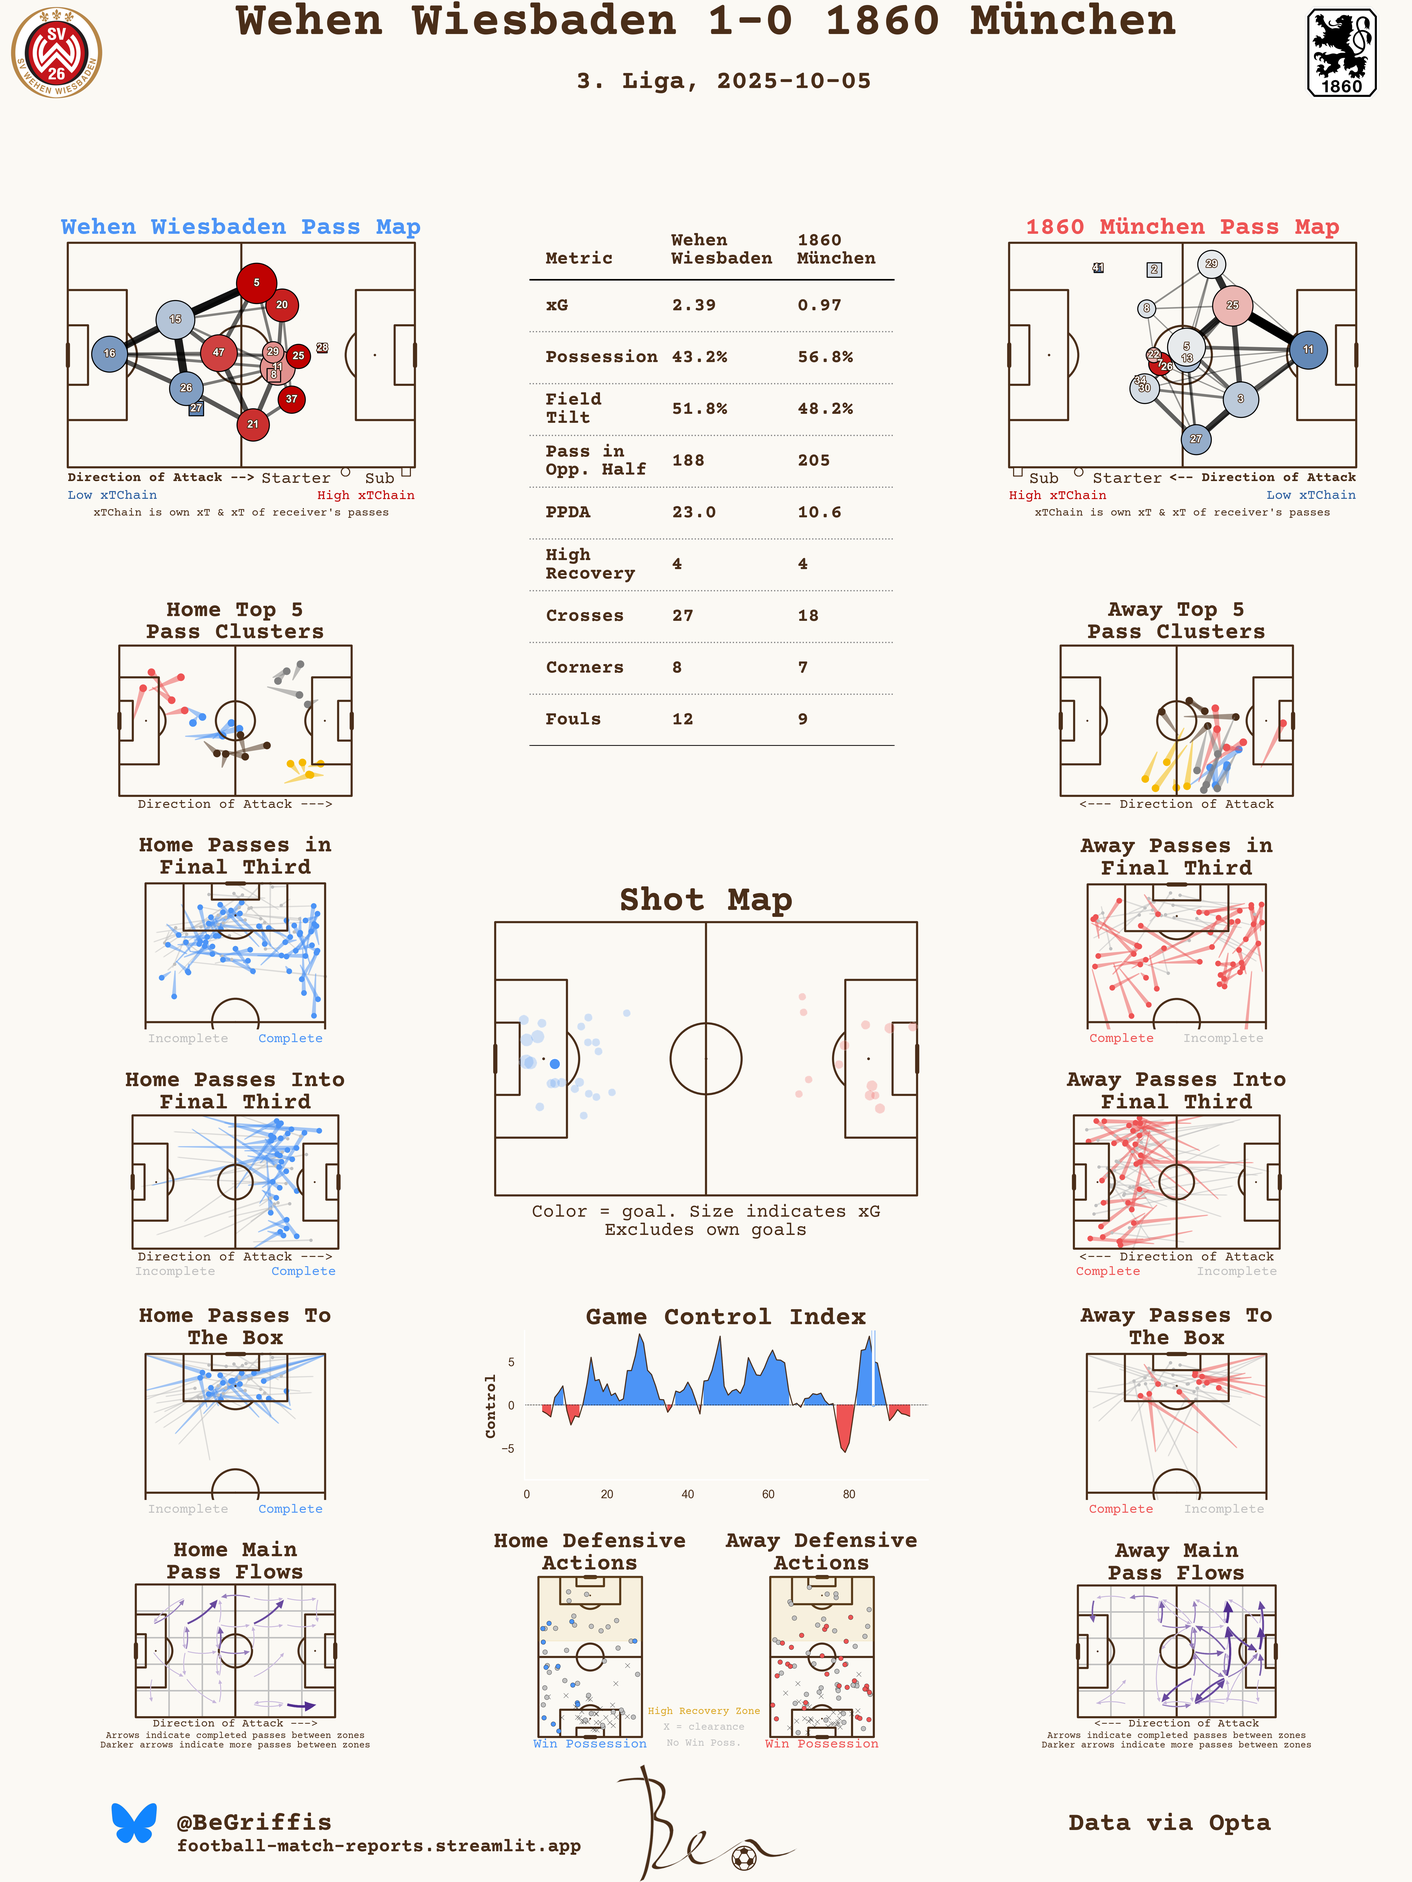 Wehen Wiesbaden 1-0 1860 München
3. Liga, 2025-10-05
SV
26
SV WEHEN WIESBADEN
1860
Wehen Wiesbaden Pass Map
5
20
15
16
47
29
25
28
11
8
26
27
37
21
Direction of Attack --> Starter Sub
Low xTChain High xTChain
xTChain is own xT & xT of receiver's passes
Metric Wehen Wiesbaden 1860 München
xG 2.39 0.97
Possession 43.2% 56.8%
Field Tilt 51.8% 48.2%
Pass in Opp. Half 188 205
PPDA 23.0 10.6
High Recovery 4 4
Crosses 27 18
Corners 8 7
Fouls 12 9
1860 München Pass Map
41
2
29
8
25
5
13
22
7
26
34
30
11
3
27
Sub Starter <-- Direction of Attack
High xTChain Low xTChain
xTChain is own xT & xT of receiver's passes
Home Top 5
Pass Clusters
Direction of Attack --->
Away Top 5
Pass Clusters
<--- Direction of Attack
Home Passes in
Final Third
Incomplete Complete
Shot Map
Color = goal. Size indicates xG
Excludes own goals
Away Passes in
Final Third
Complete Incomplete
Home Passes Into
Final Third
Direction of Attack --->
Incomplete Complete
Away Passes Into
Final Third
<--- Direction of Attack
Complete Incomplete
Home Passes To
The Box
Incomplete Complete
Game Control Index
Control
5
0
−5
0 20 40 60 80
Away Passes To
The Box
Complete Incomplete
Home Main
Pass Flows
Direction of Attack --->
Arrows indicate completed passes between zones
Darker arrows indicate more passes between zones
Home Defensive
Actions
Win Possession
High Recovery Zone
X = clearance
No Win Poss.
Away Defensive
Actions
Win Possession
Away Main
Pass Flows
<--- Direction of Attack
Arrows indicate completed passes between zones
Darker arrows indicate more passes between zones
@BeGriffis
football-match-reports.streamlit.app
Ben
Data via Opta